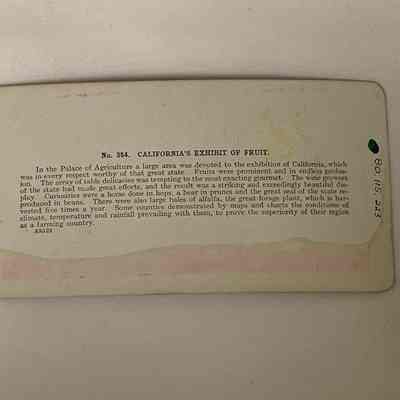 No. 354. CALIFORNIA'S EXHIBIT OF FRUIT.
In the Palace of Agriculture a large area was devoted to the exhibition of California, which
was in every respect worthy of that great state. Fruits were prominent and in endless profus-
ion. The array of table delicacies was tempting to the most exacting gourmet. The wine growers
of the state had made great efforts, and the result was a striking and exceedingly beautiful dis-
play. Curiosities were a horse done in hops, a bear in prunes and the great seal of the state re-
produced in beans. There were also large bales of alfalfa, the great forage plant, which is har-
vested five times a year. Some counties demonstrated by maps and charts the conditions of
climate, temperature and rainfall prevailing with them, to prove the superiority of their region
as a farming country.
80.115.223